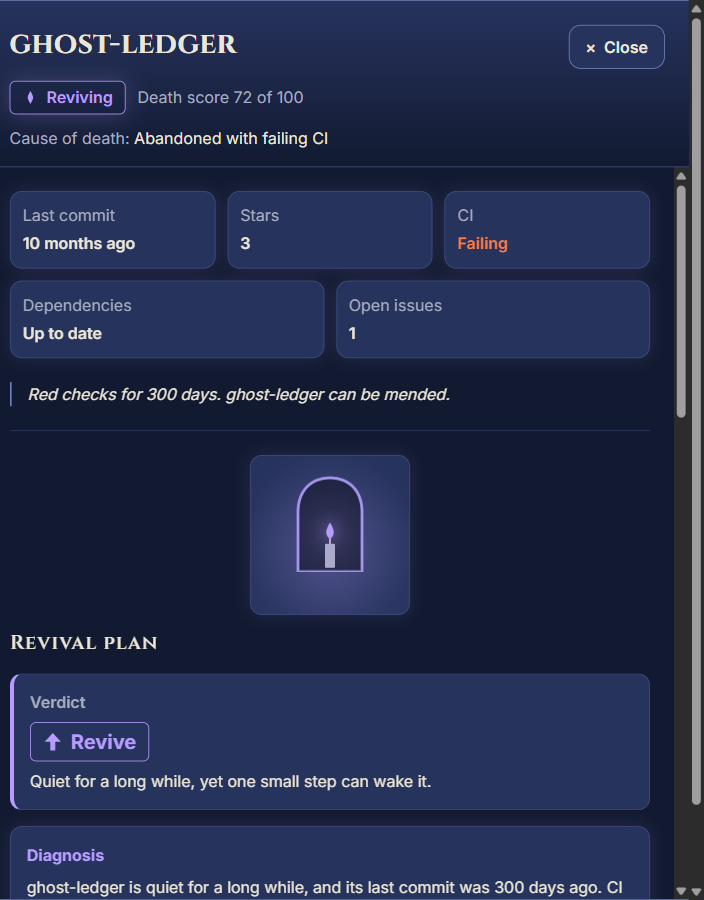 GHOST-LEDGER
× Close
Reviving
Death score 72 of 100
Cause of death: Abandoned with failing CI
Last commit
10 months ago
Stars
3
CI
Failing
Dependencies
Up to date
Open issues
1
Red checks for 300 days. ghost-ledger can be mended.
REVIVAL PLAN
Verdict
Revive
Quiet for a long while, yet one small step can wake it.
Diagnosis
ghost-ledger is quiet for a long while, and its last commit was 300 days ago. CI